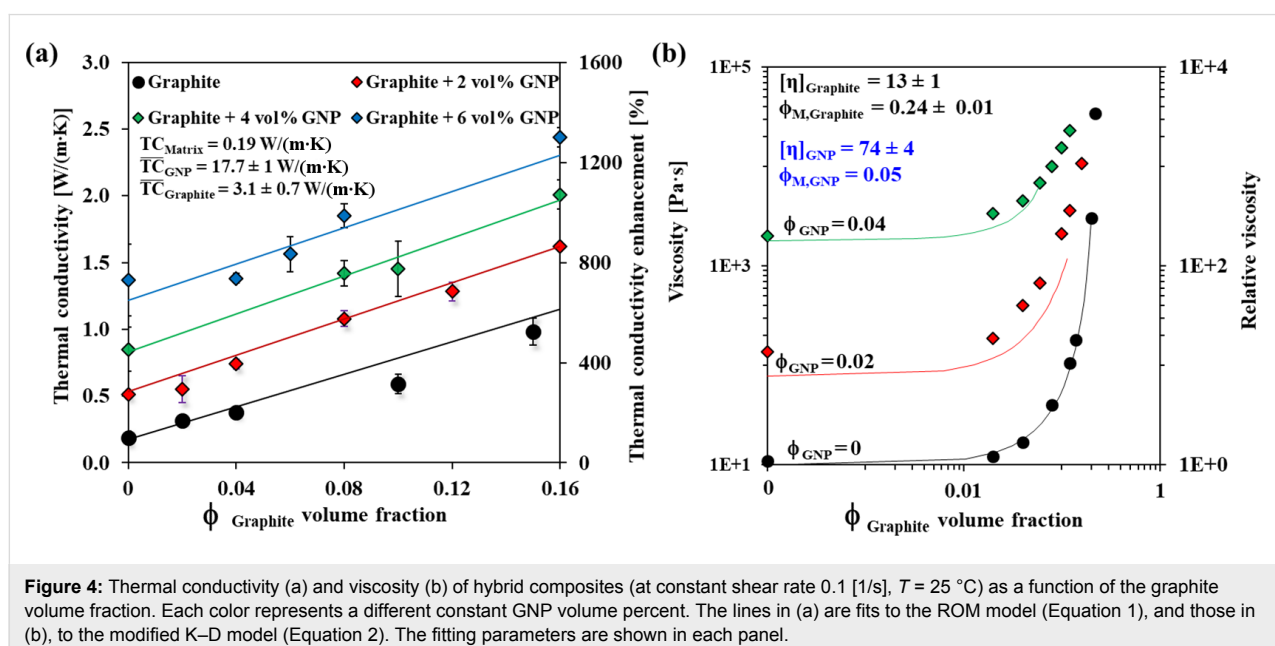 (a)
3.0
2.5
2.0
1.5
1.0
0.5
0.0
Thermal conductivity [W/(m·K)]
Graphite
Graphite + 2 vol% GNP
Graphite + 4 vol% GNP
Graphite + 6 vol% GNP
TC Matrix = 0.19 W/(m·K)
TC GNP = 17.7 ± 1 W/(m·K)
TC Graphite = 3.1 ± 0.7 W/(m·K)
1600
1200
800
400
0
Thermal conductivity enhancement [%]
0 0.04 0.08 0.12 0.16
ϕ Graphite volume fraction
(b)
1E+5
1E+3
1E+1
Viscosity [Pa·s]
[η]Graphite = 13 ± 1
ϕM,Graphite = 0.24 ± 0.01
[η]GNP = 74 ± 4
ϕM,GNP = 0.05
ϕGNP = 0.04
ϕGNP = 0.02
ϕGNP = 0
1E+4
1E+2
1E+0
Relative viscosity
0 0.01 1
ϕ Graphite volume fraction
Figure 4: Thermal conductivity (a) and viscosity (b) of hybrid composites (at constant shear rate 0.1 [1/s], T = 25 °C) as a function of the graphite
volume fraction. Each color represents a different constant GNP volume percent. The lines in (a) are fits to the ROM model (Equation 1), and those in
(b), to the modified K–D model (Equation 2). The fitting parameters are shown in each panel.